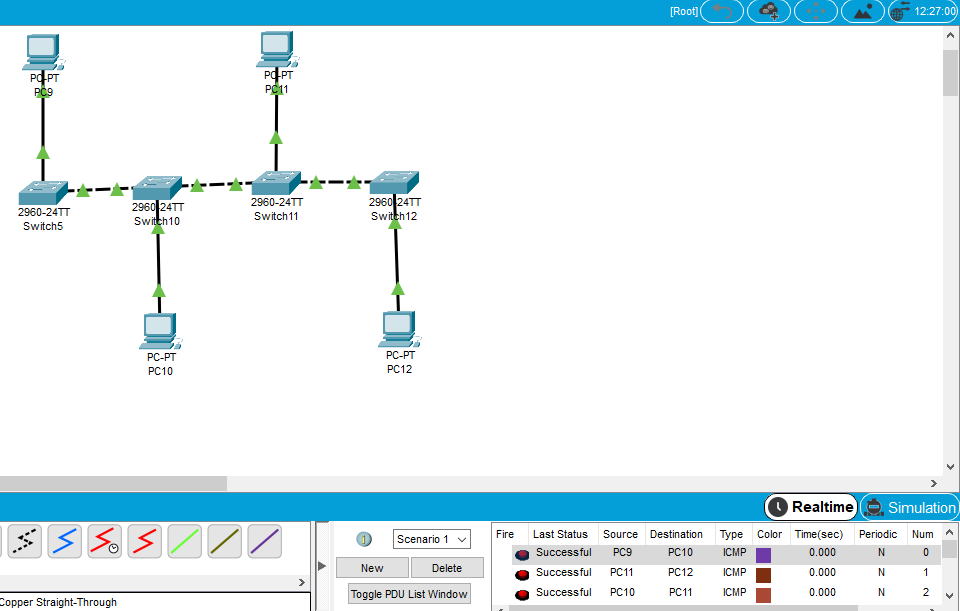 [Root]
12:27:00
PC-PT
PC9
PC-PT
PC11
2960-24TT
Switch5
2960-24TT
Switch10
2960-24TT
Switch11
2960-24TT
Switch12
PC-PT
PC10
PC-PT
PC12
Realtime
Simulation
Scenario 1
New
Delete
Toggle PDU List Window
Copper Straight-Through
Fire Last Status Source Destination Type Color Time(sec) Periodic Num
Successful PC9 PC10 ICMP 0.000 N 0
Successful PC11 PC12 ICMP 0.000 N 1
Successful PC10 PC11 ICMP 0.000 N 2